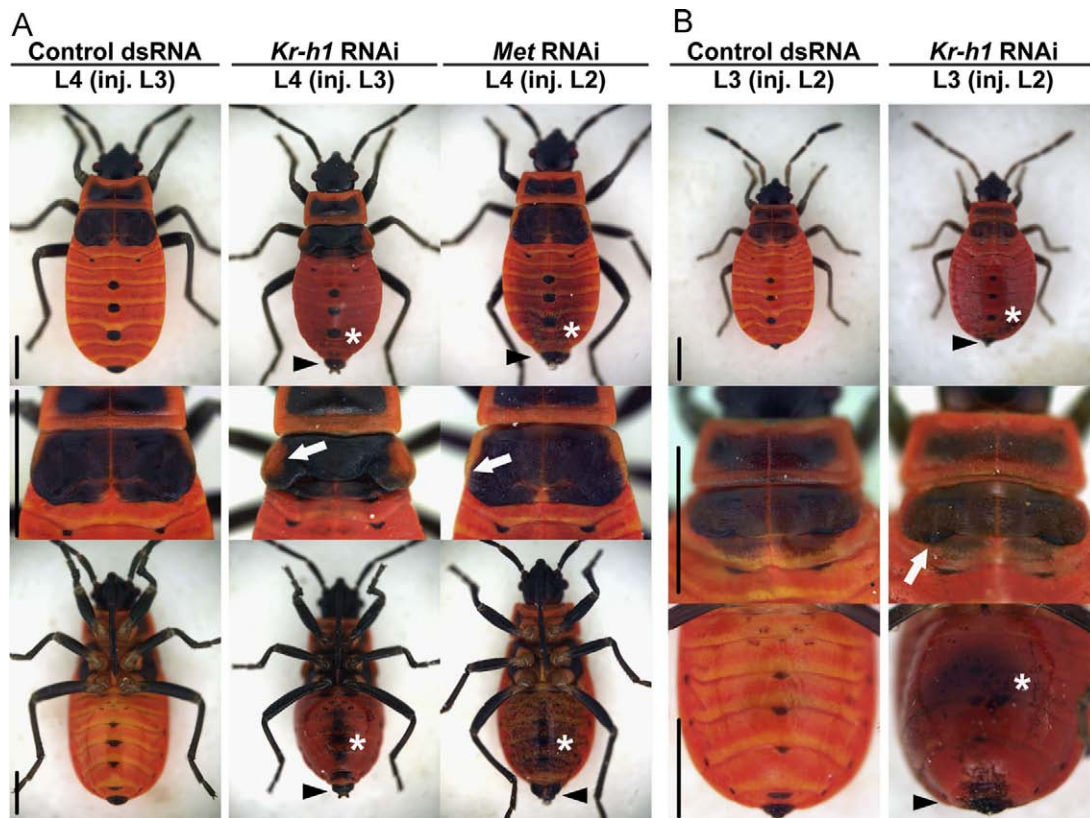 A
Control dsRNA
L4 (inj. L3)
Kr-h1 RNAi
L4 (inj. L3)
Met RNAi
L4 (inj. L2)
B
Control dsRNA
L3 (inj. L2)
Kr-h1 RNAi
L3 (inj. L2)
*
*
*
*
*
*